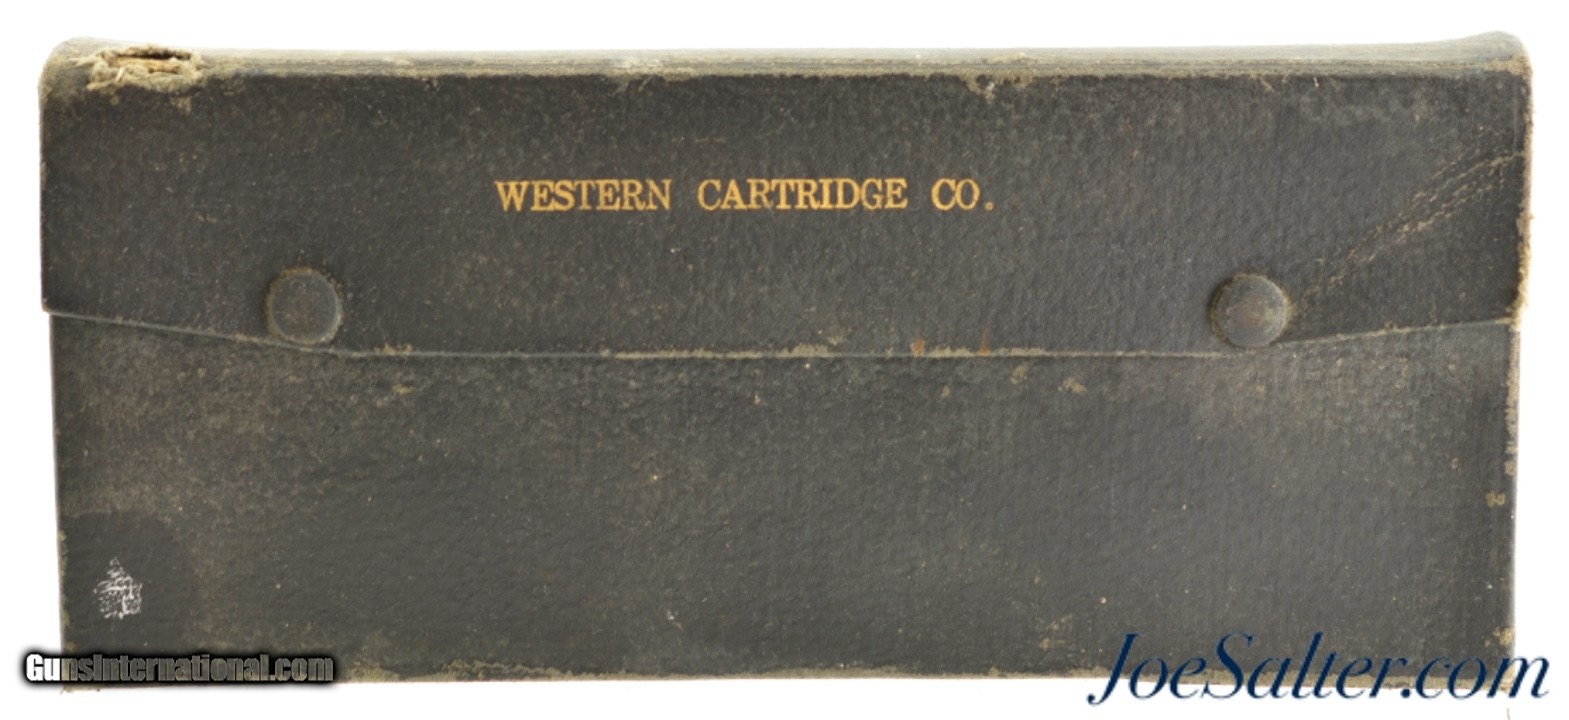 WESTERN CARTRIDGE CO.
GunsInternational.com
JoeSalter.com